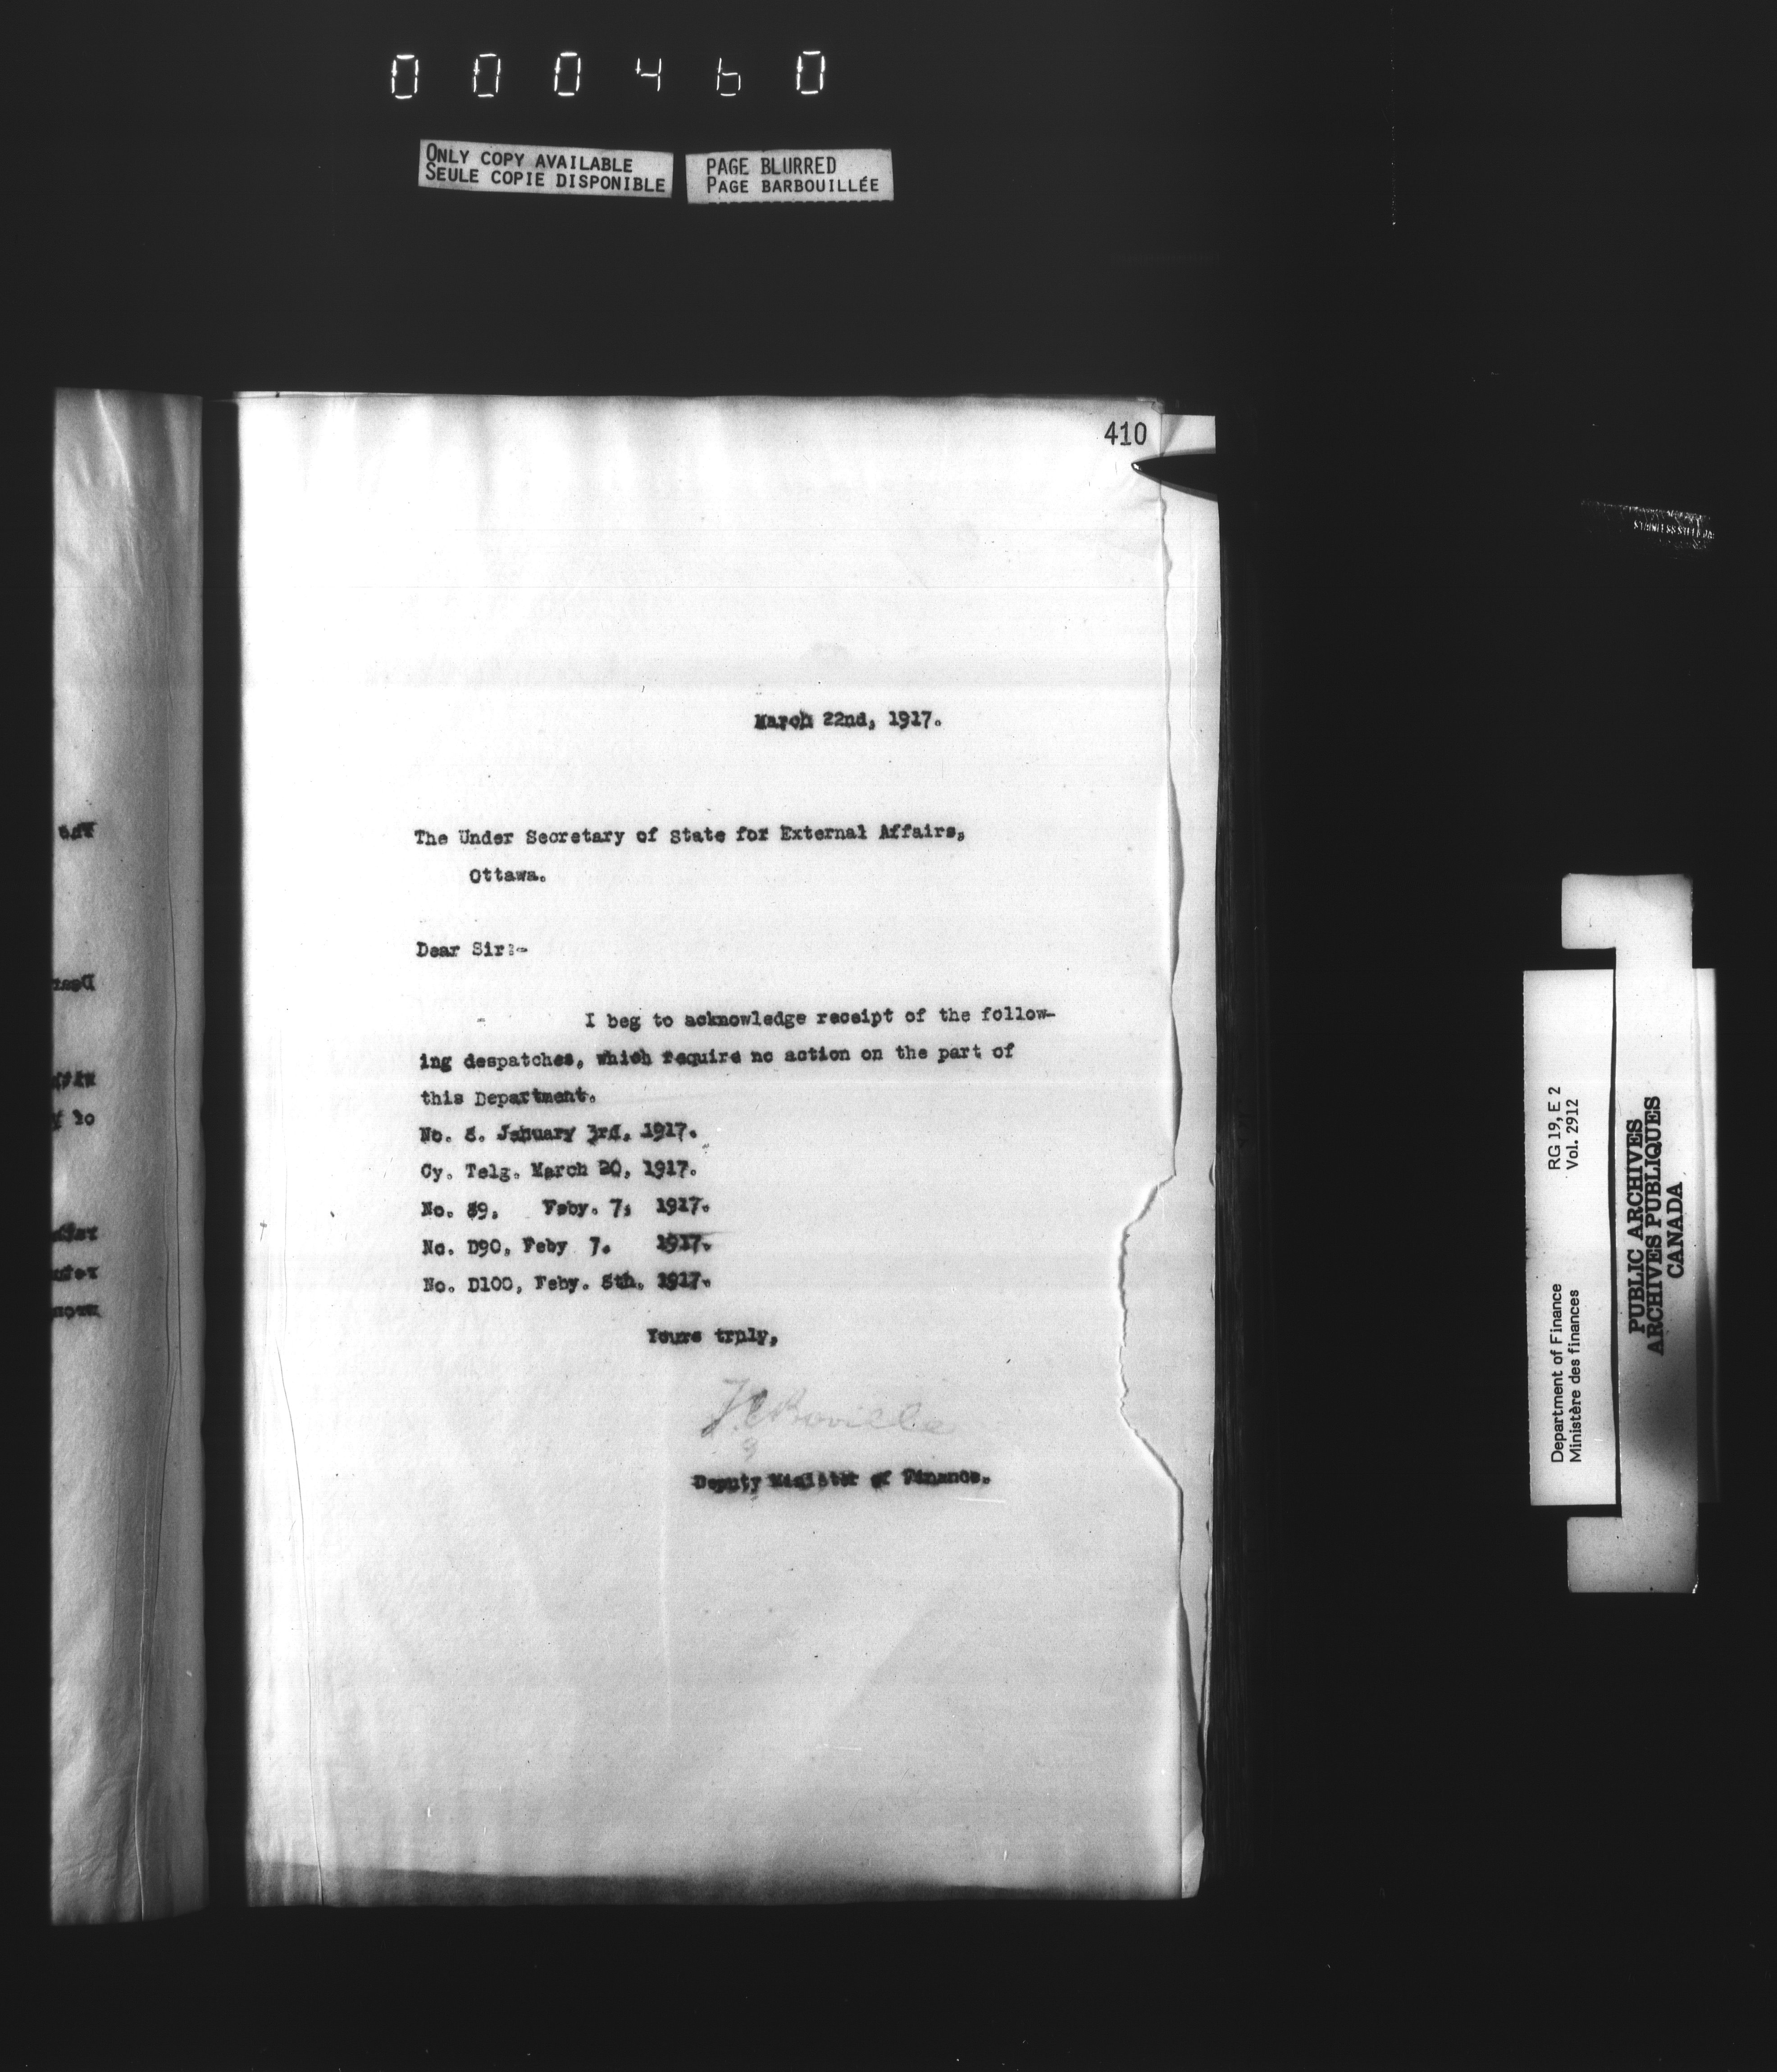 000460
ONLY COPY AVAILABLE
SEULE COPIE DISPONIBLE
PAGE BLURRED
PAGE BARBOUILLÉE
410
March 22nd, 1917.
The Under Secretary of State for External Affairs,
Ottawa.
Dear Sir:-
I beg to acknowledge receipt of the follow-
ing despatches, which require no action on the part of
this Department.
No. January 3rd, 1917.
Cy. Telg. March 20, 1917.
No. Feby. 7, 1917.
No. D90, Feby 7. 1917.
No. D100, Feby. 1917.
Yours truly,
Boville
Deputy Minister of Finance.
Department of Finance RG 19, E 2
Ministère des finances Vol. 2912
PUBLIC ARCHIVES
ARCHIVES PUBLIQUES
CANADA